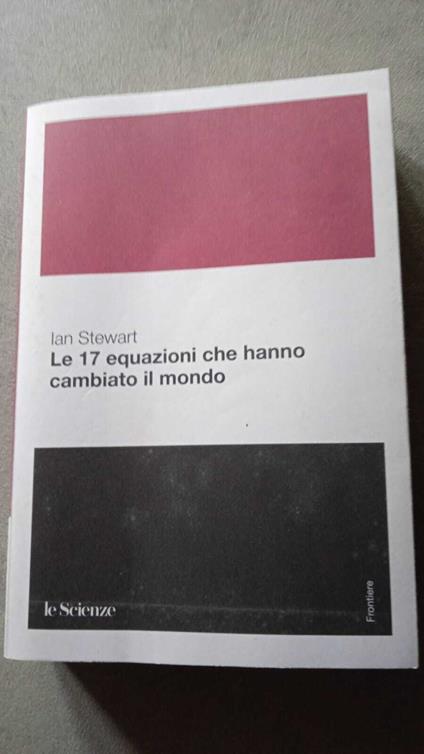 Ian Stewart
Le 17 equazioni che hanno
cambiato il mondo
le Scienze
Frontiere